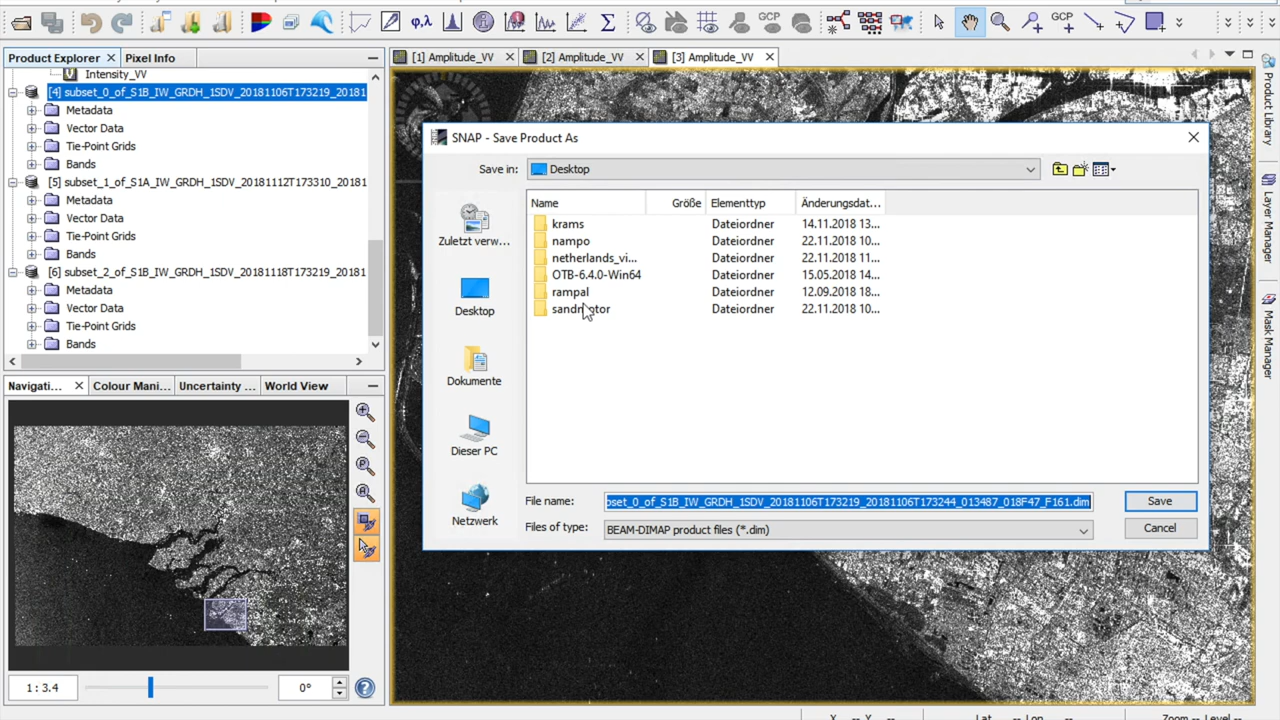 φ,λ
Σ
GCP
GCP
Product Explorer
Pixel Info
[1] Amplitude_VV
[2] Amplitude_VV
[3] Amplitude_VV
Intensity_VV
[4] subset_0_of_S1B_IW_GRDH_1SDV_20181106T173219_20181
Metadata
Vector Data
Tie-Point Grids
Bands
[5] subset_1_of_S1A_IW_GRDH_1SDV_20181112T173310_20181
Metadata
Vector Data
Tie-Point Grids
Bands
[6] subset_2_of_S1B_IW_GRDH_1SDV_20181118T173219_20181
Metadata
Vector Data
Tie-Point Grids
Bands
Navigati...
Colour Mani...
Uncertainty ...
World View
1 : 3.4
0°
SNAP - Save Product As
Save in:
Desktop
Zuletzt verw...
Desktop
Dokumente
Dieser PC
Netzwerk
Name Größe Elementtyp Änderungsdat...
krams Dateiordner 14.11.2018 13...
nampo Dateiordner 22.11.2018 10...
netherlands_vi... Dateiordner 22.11.2018 11...
OTB-6.4.0-Win64 Dateiordner 15.05.2018 14...
rampal Dateiordner 12.09.2018 18...
sandmotor Dateiordner 22.11.2018 10...
File name: bset_0_of_S1B_IW_GRDH_1SDV_20181106T173219_20181106T173244_013487_018F47_F161.dim
Save
Files of type: BEAM-DIMAP product files (*.dim)
Cancel
Product Library
Layer Manager
Mask Manager
X -- Y -- Lat -- Lon -- Zoom -- Level --